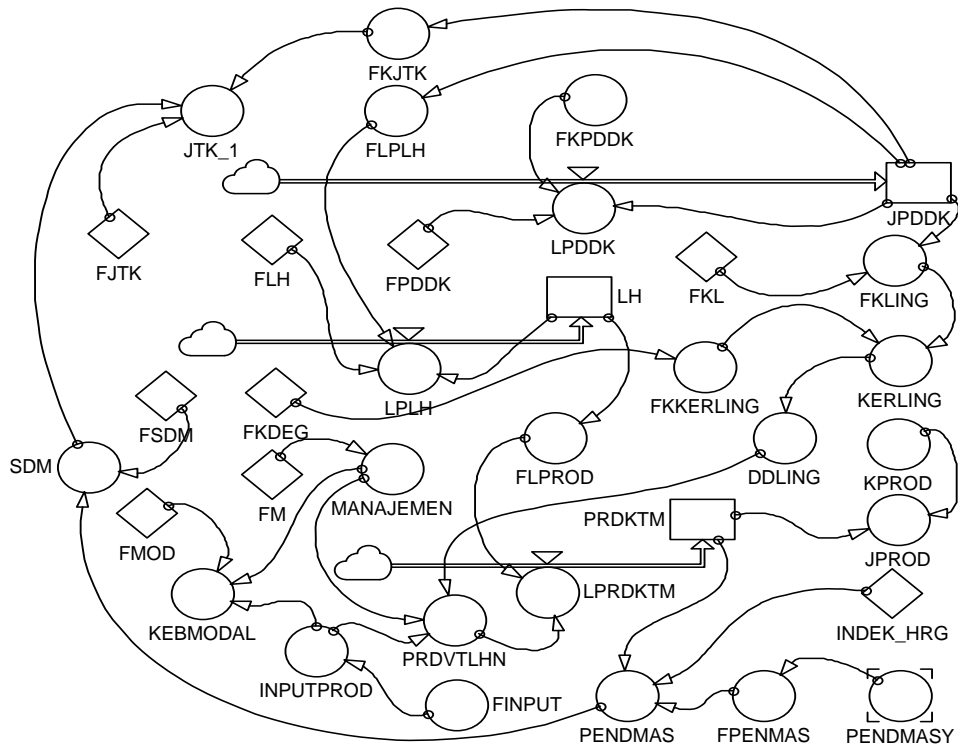 FKJTK
JTK_1
FLPLH
FKPDDK
JPDDK
FJTK
FLH
FPDDK
LPDDK
FKL
FKLING
LH
LPLH
FKKERLING
KERLING
FSDM
FKDEG
SDM
FM
MANAJEMEN
FLPROD
DDLING
KPROD
FMOD
PRDKTM
JPROD
KEBMODAL
PRDVTLHN
LPRDKTM
INDEK_HRG
INPUTPROD
FINPUT
PENDMAS
FPENMAS
PENDMASY